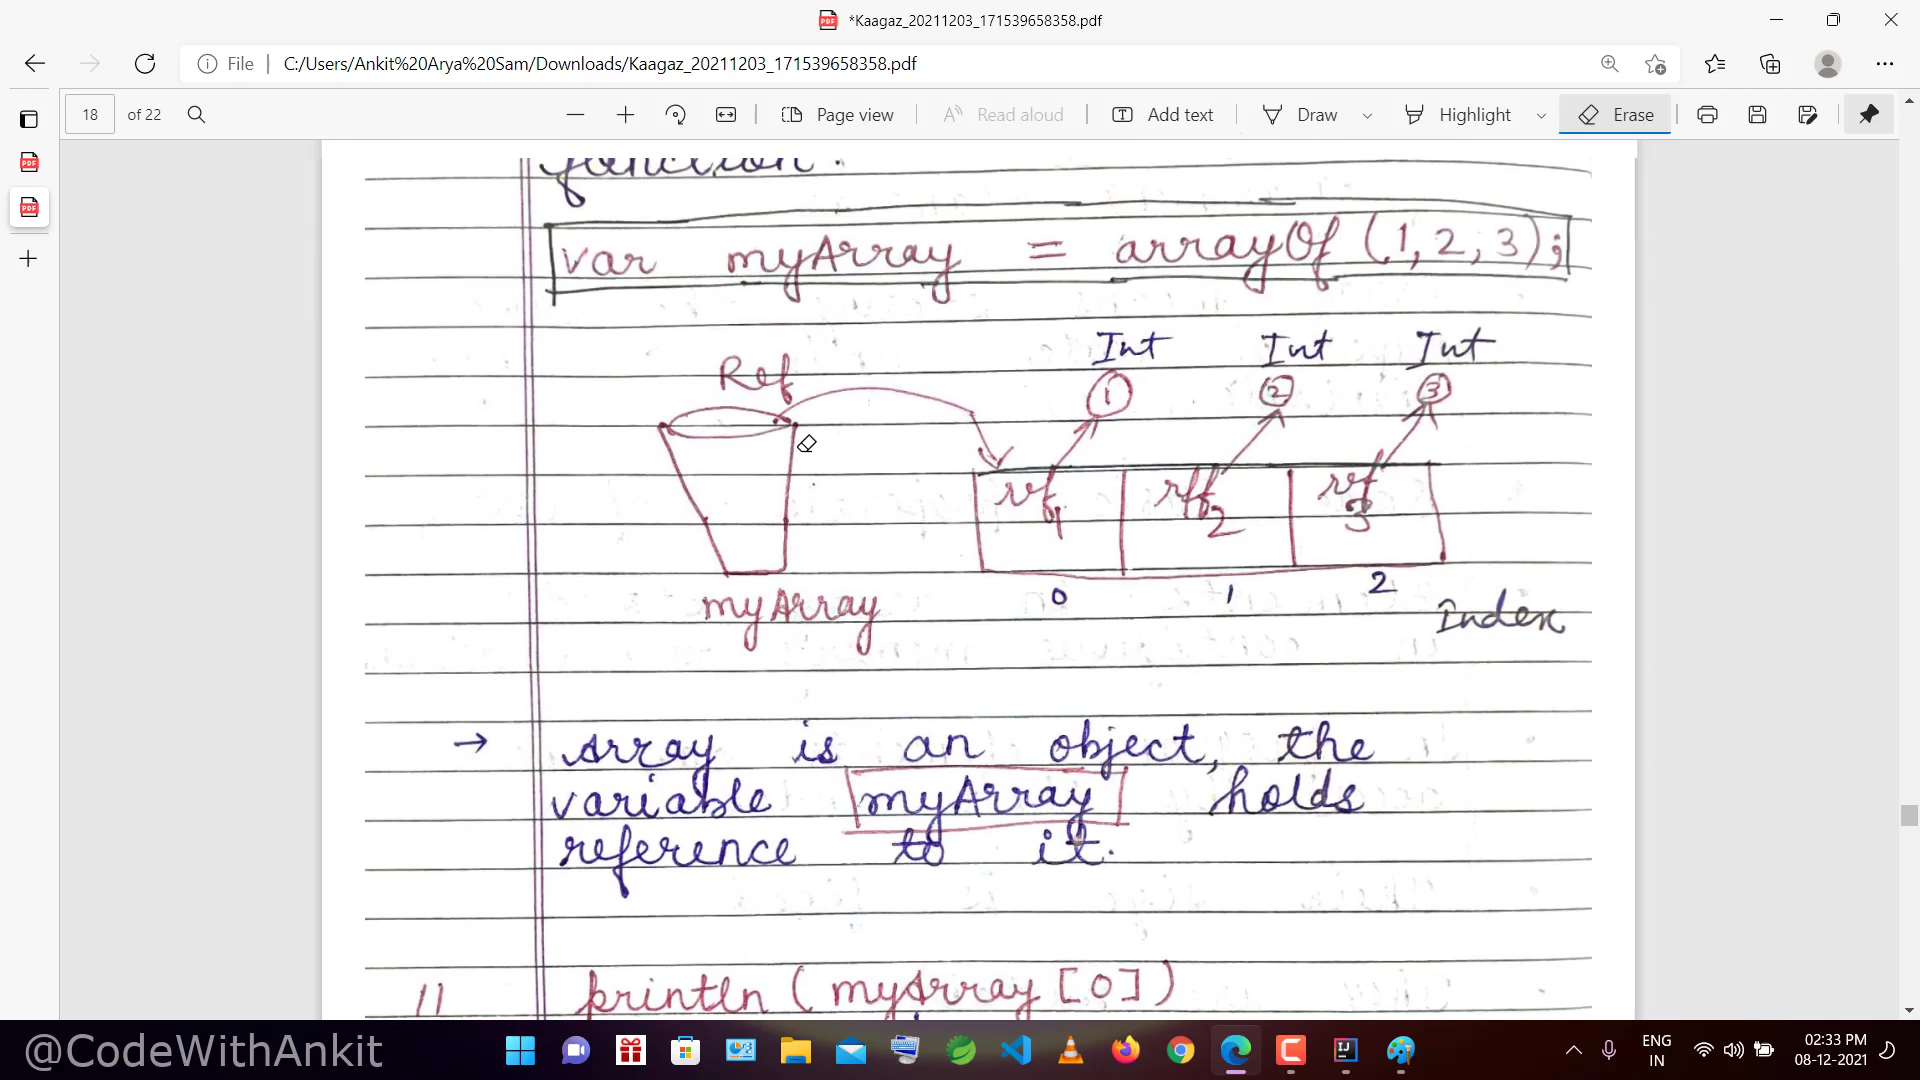 *Kaagaz_20211203_171539658358.pdf
File | C:/Users/Ankit%20Arya%20Sam/Downloads/Kaagaz_20211203_171539658358.pdf
18 of 22 Page view Read aloud Add text Draw Highlight Erase
function.
var myArray = arrayOf (1, 2, 3);
Int Int Int
Ref
1 2 3
ref1 ref2 ref3
myArray
0 1 2
Index
→ Array is an object, the
variable myArray holds
reference to it.
11 println (myArray [0])
@CodeWithAnkit
ENG
IN
02:33 PM
08-12-2021